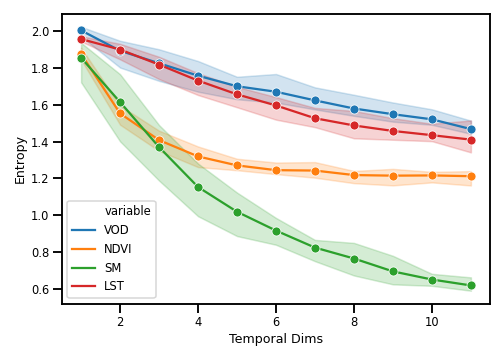 2.0
1.8
1.6
1.4
1.2
1.0
0.8
0.6
Entropy
variable
VOD
NDVI
SM
LST
2 4 6 8 10
Temporal Dims